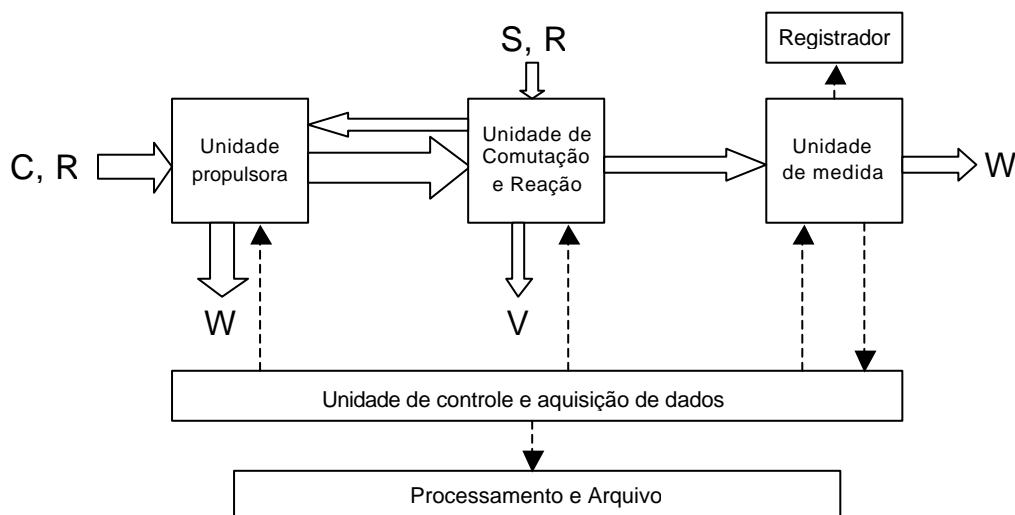 S, R
Registrador
C, R
Unidade
propulsora
Unidade de
Comutação
e Reação
Unidade
de medida
W
W
V
Unidade de controle e aquisição de dados
Processamento e Arquivo